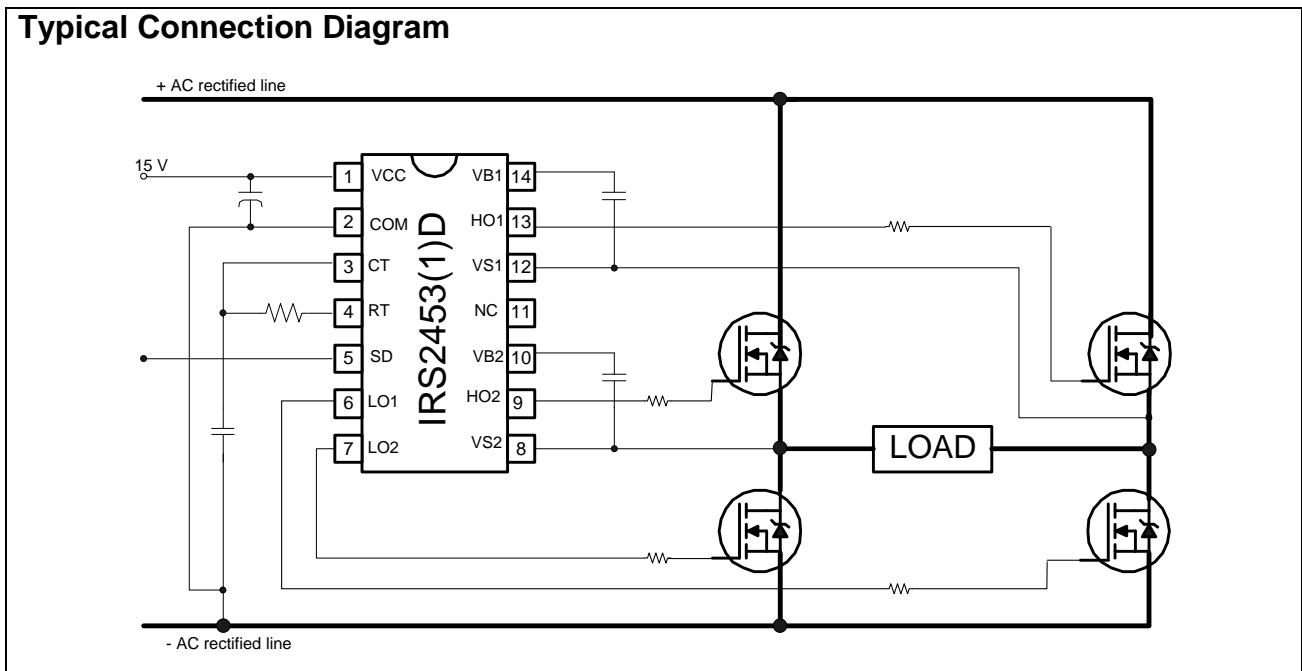 Typical Connection Diagram
+ AC rectified line
15 V
1 VCC VB1 14
2 COM HO1 13
3 CT VS1 12
4 RT NC 11
5 SD VB2 10
6 LO1 HO2 9
7 LO2 VS2 8
IRS2453(1)D
LOAD
- AC rectified line